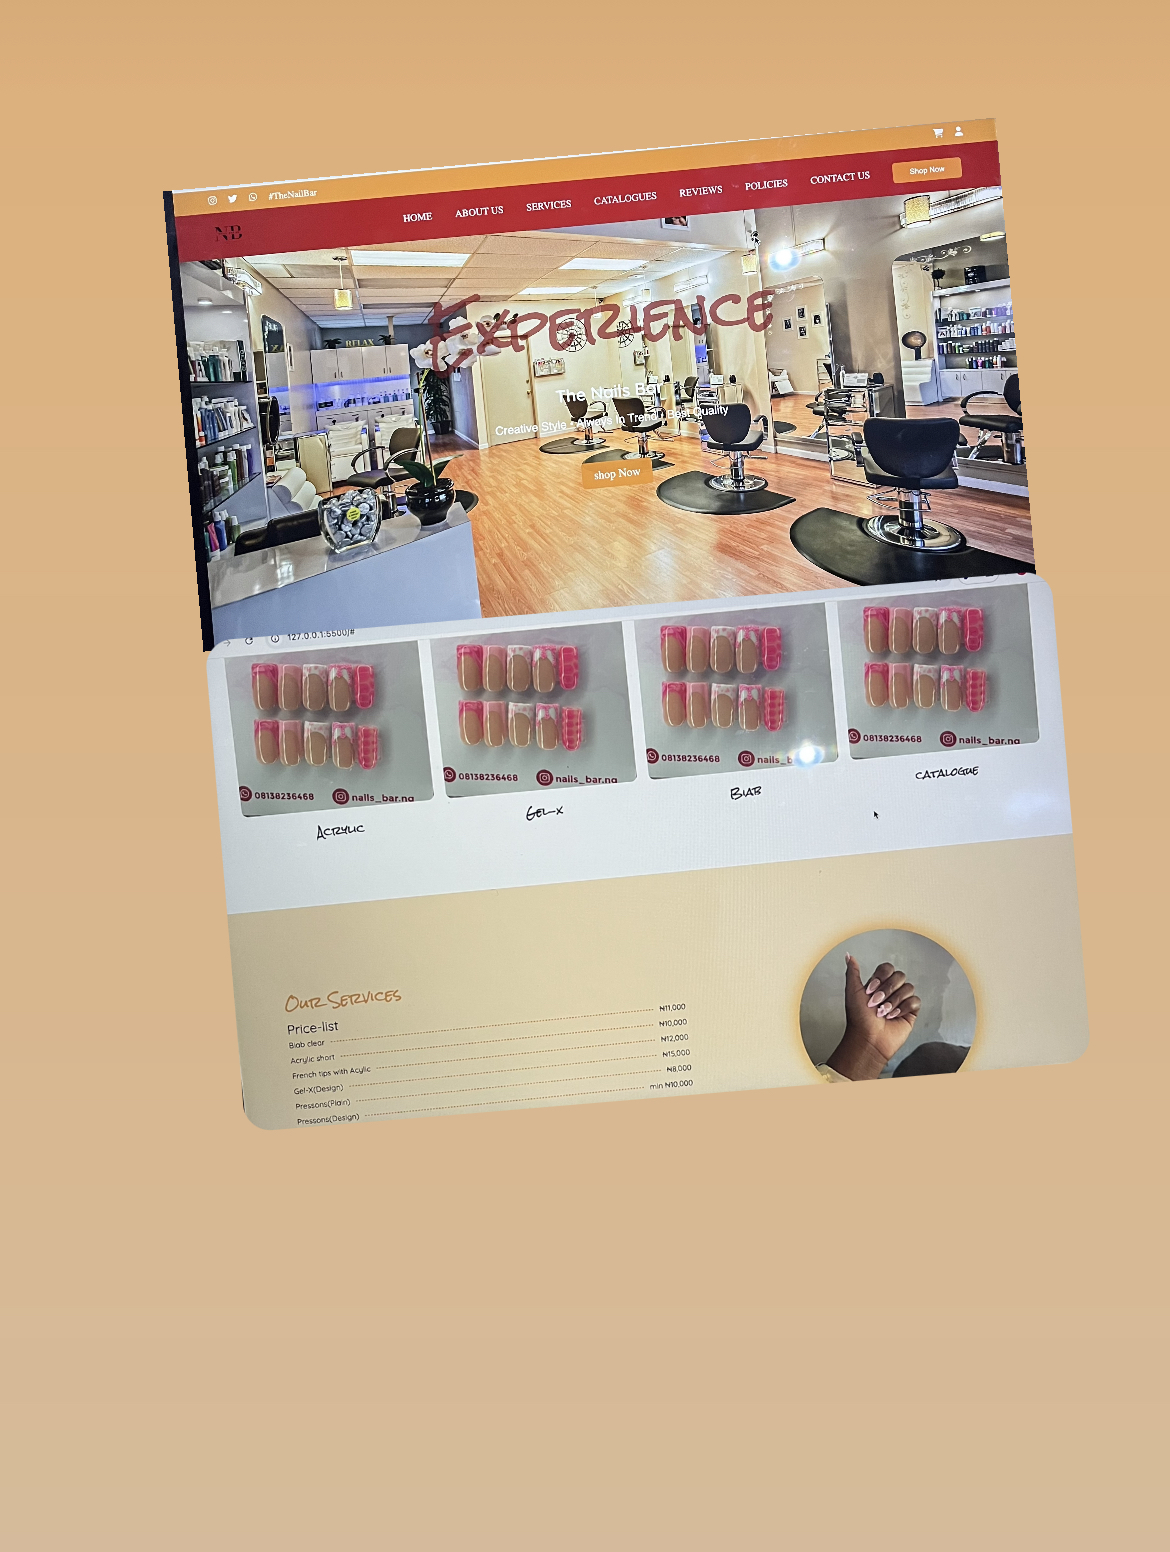 #TheNailBar
Shop Now
NB
HOME ABOUT US SERVICES CATALOGUES REVIEWS POLICIES CONTACT US
RELAX
EXPERIENCE
The Nails Bar
Creative Style • Always In Trend • Best Quality
shop Now
127.0.0.1:5500/#
08138236468 nails_bar.ng
08138236468 nails_bar.ng
08138236468 nails_b
08138236468 nails_bar.ng
ACRYLIC
GEL-X
BIAB
CATALOGUE
OUR SERVICES
Price-list
Biab clear ₦11,000
Acrylic short ₦10,000
French tips with Acylic ₦12,000
Gel-X(Design) ₦15,000
Pressons(Plain) ₦8,000
Pressons(Design) min ₦10,000